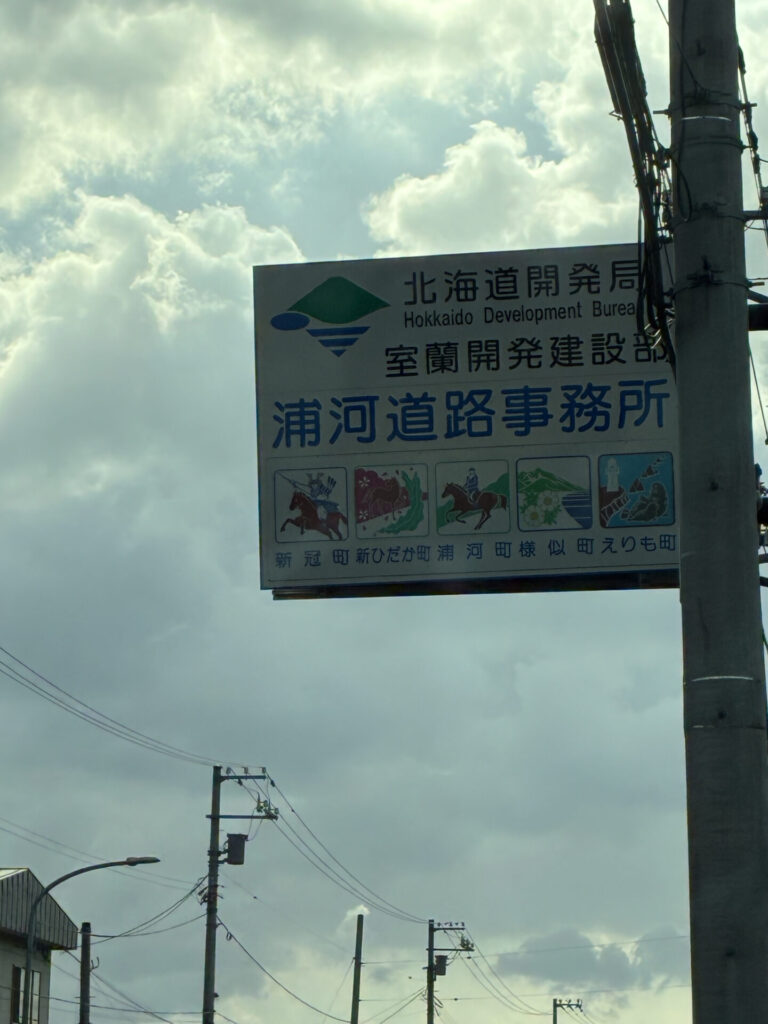 北海道開発局
Hokkaido Development Burea
室蘭開発建設部
浦河道路事務所
新冠町 新ひだか町 浦河町 様似町 えりも町